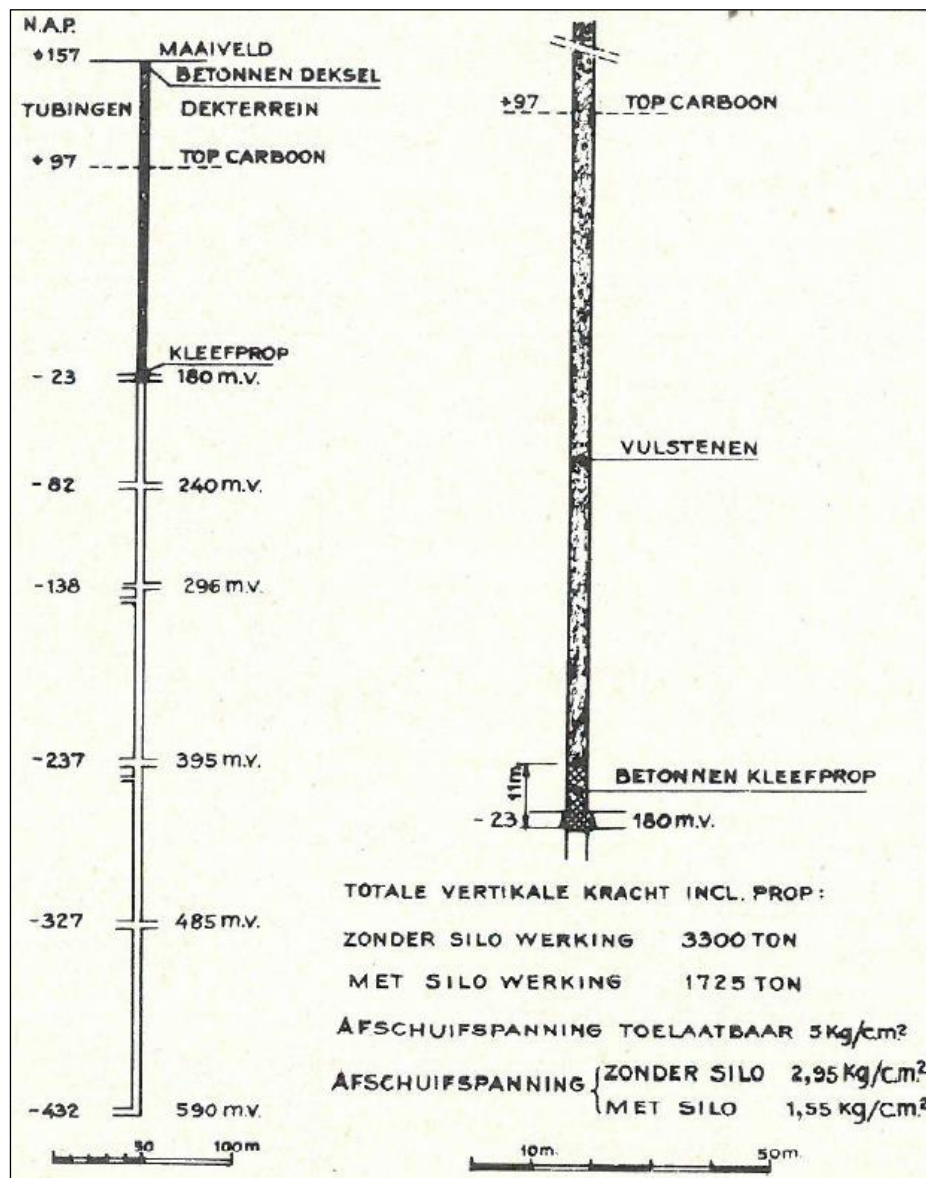 N.A.P.
+157 MAAIVELD
BETONNEN DEKSEL
TUBINGEN DEKTERREIN
+97 TOP CARBOON
KLEEFPROP
-23 180 m.v.
-82 240 m.v.
-138 296 m.v.
-237 395 m.v.
-327 485 m.v.
-432 590 m.v.
50 100m
+97 TOP CARBOON
VULSTENEN
11m.
BETONNEN KLEEFPROP
-23 180 m.v.
TOTALE VERTIKALE KRACHT INCL. PROP:
ZONDER SILO WERKING 3300 TON
MET SILO WERKING 1725 TON
AFSCHUIFSPANNING TOELAATBAAR 5 Kg/c.m.²
AFSCHUIFSPANNING { ZONDER SILO 2,95 Kg/c.m.²
MET SILO 1,55 Kg/c.m.²
10m. 50m.